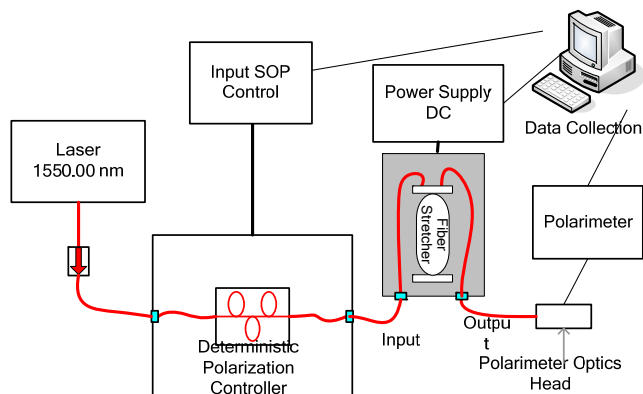 Input SOP
Control
Power Supply
DC
Data Collection
Laser
1550.00 nm
Fiber
Stretcher
Polarimeter
Input
Outpu
t
Deterministic
Polarization
Controller
Polarimeter Optics
Head